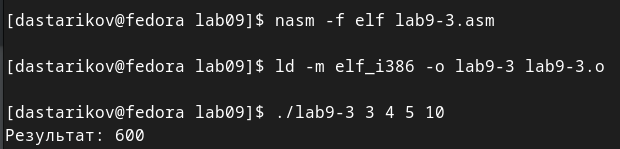 [dastarikov@fedora lab09]$ nasm -f elf lab9-3.asm
[dastarikov@fedora lab09]$ ld -m elf_i386 -o lab9-3 lab9-3.o
[dastarikov@fedora lab09]$ ./lab9-3 3 4 5 10
Результат: 600